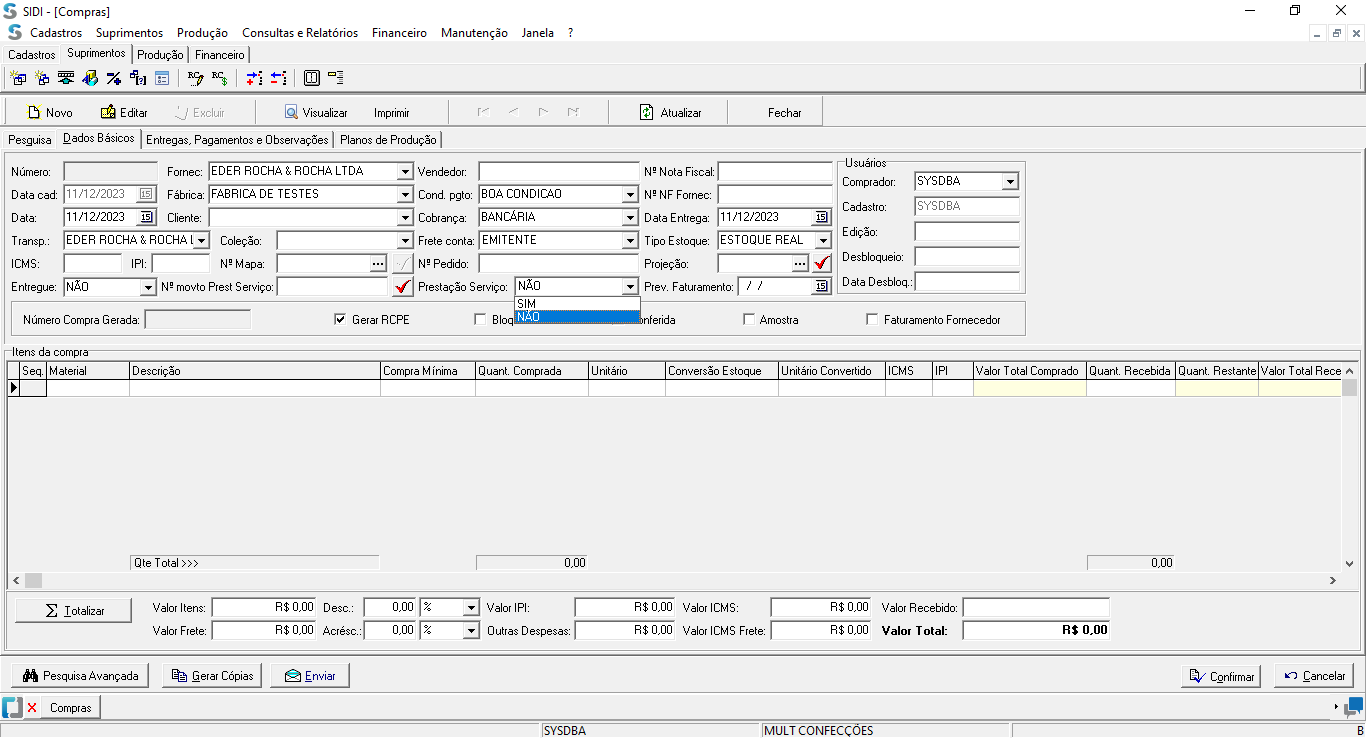 SIDI - [Compras]
Cadastros Suprimentos Produção Consultas e Relatórios Financeiro Manutenção Janela ?
Cadastros Suprimentos Produção Financeiro
Novo Editar Excluir Visualizar Imprimir Atualizar Fechar
Pesquisa Dados Básicos Entregas, Pagamentos e Observações Planos de Produção
Número: Fornec: EDER ROCHA & ROCHA LTDA Vendedor: Nº Nota Fiscal: Usuários
Comprador: SYSDBA
Data cad: 11/12/2023 15 Fábrica: FABRICA DE TESTES Cond. pgto: BOA CONDICAO Nº NF Fornec:
Cadastro: SYSDBA
Data: 11/12/2023 15 Cliente: Cobrança: BANCÁRIA Data Entrega: 11/12/2023 15
Edição:
Transp.: EDER ROCHA & ROCHA L Coleção: Frete conta: EMITENTE Tipo Estoque: ESTOQUE REAL
Desbloqueio:
ICMS: IPI: Nº Mapa: ... Nº Pedido: Projeção: ...
Data Desbloq.:
Entregue: NÃO Nº movto Prest Serviço: Prestação Serviço: NÃO Prev. Faturamento: / / 15
SIM
NÃO
Número Compra Gerada: Gerar RCPE Bloq onferida Amostra Faturamento Fornecedor
Itens da compra
Seq. Material Descrição Compra Mínima Quant. Comprada Unitário Conversão Estoque Unitário Convertido ICMS IPI Valor Total Comprado Quant. Recebida Quant. Restante Valor Total Rece
Qte Total >>> 0,00 0,00
Σ Totalizar Valor Itens: R$ 0,00 Desc.: 0,00 % Valor IPI: R$ 0,00 Valor ICMS: R$ 0,00 Valor Recebido:
Valor Frete: R$ 0,00 Acrésc.: 0,00 % Outras Despesas: R$ 0,00 Valor ICMS Frete: R$ 0,00 Valor Total: R$ 0,00
Pesquisa Avançada Gerar Cópias Enviar Confirmar Cancelar
Compras
SYSDBA MULT CONFECÇÕES B